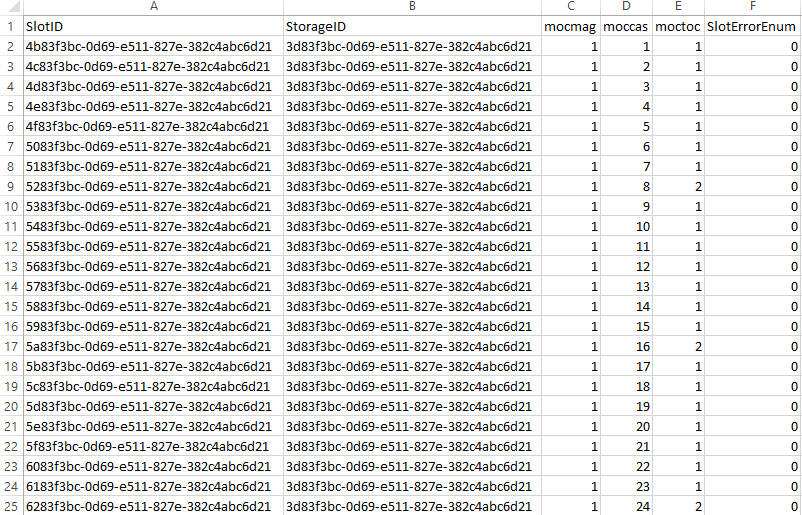 A B C D E F
1 SlotID StorageID mocmag moccas moctoc SlotErrorEnum
2 4b83f3bc-0d69-e511-827e-382c4abc6d21 3d83f3bc-0d69-e511-827e-382c4abc6d21 1 1 1 0
3 4c83f3bc-0d69-e511-827e-382c4abc6d21 3d83f3bc-0d69-e511-827e-382c4abc6d21 1 2 1 0
4 4d83f3bc-0d69-e511-827e-382c4abc6d21 3d83f3bc-0d69-e511-827e-382c4abc6d21 1 3 1 0
5 4e83f3bc-0d69-e511-827e-382c4abc6d21 3d83f3bc-0d69-e511-827e-382c4abc6d21 1 4 1 0
6 4f83f3bc-0d69-e511-827e-382c4abc6d21 3d83f3bc-0d69-e511-827e-382c4abc6d21 1 5 1 0
7 5083f3bc-0d69-e511-827e-382c4abc6d21 3d83f3bc-0d69-e511-827e-382c4abc6d21 1 6 1 0
8 5183f3bc-0d69-e511-827e-382c4abc6d21 3d83f3bc-0d69-e511-827e-382c4abc6d21 1 7 1 0
9 5283f3bc-0d69-e511-827e-382c4abc6d21 3d83f3bc-0d69-e511-827e-382c4abc6d21 1 8 2 0
10 5383f3bc-0d69-e511-827e-382c4abc6d21 3d83f3bc-0d69-e511-827e-382c4abc6d21 1 9 1 0
11 5483f3bc-0d69-e511-827e-382c4abc6d21 3d83f3bc-0d69-e511-827e-382c4abc6d21 1 10 1 0
12 5583f3bc-0d69-e511-827e-382c4abc6d21 3d83f3bc-0d69-e511-827e-382c4abc6d21 1 11 1 0
13 5683f3bc-0d69-e511-827e-382c4abc6d21 3d83f3bc-0d69-e511-827e-382c4abc6d21 1 12 1 0
14 5783f3bc-0d69-e511-827e-382c4abc6d21 3d83f3bc-0d69-e511-827e-382c4abc6d21 1 13 1 0
15 5883f3bc-0d69-e511-827e-382c4abc6d21 3d83f3bc-0d69-e511-827e-382c4abc6d21 1 14 1 0
16 5983f3bc-0d69-e511-827e-382c4abc6d21 3d83f3bc-0d69-e511-827e-382c4abc6d21 1 15 1 0
17 5a83f3bc-0d69-e511-827e-382c4abc6d21 3d83f3bc-0d69-e511-827e-382c4abc6d21 1 16 2 0
18 5b83f3bc-0d69-e511-827e-382c4abc6d21 3d83f3bc-0d69-e511-827e-382c4abc6d21 1 17 1 0
19 5c83f3bc-0d69-e511-827e-382c4abc6d21 3d83f3bc-0d69-e511-827e-382c4abc6d21 1 18 1 0
20 5d83f3bc-0d69-e511-827e-382c4abc6d21 3d83f3bc-0d69-e511-827e-382c4abc6d21 1 19 1 0
21 5e83f3bc-0d69-e511-827e-382c4abc6d21 3d83f3bc-0d69-e511-827e-382c4abc6d21 1 20 1 0
22 5f83f3bc-0d69-e511-827e-382c4abc6d21 3d83f3bc-0d69-e511-827e-382c4abc6d21 1 21 1 0
23 6083f3bc-0d69-e511-827e-382c4abc6d21 3d83f3bc-0d69-e511-827e-382c4abc6d21 1 22 1 0
24 6183f3bc-0d69-e511-827e-382c4abc6d21 3d83f3bc-0d69-e511-827e-382c4abc6d21 1 23 1 0
25 6283f3bc-0d69-e511-827e-382c4abc6d21 3d83f3bc-0d69-e511-827e-382c4abc6d21 1 24 2 0